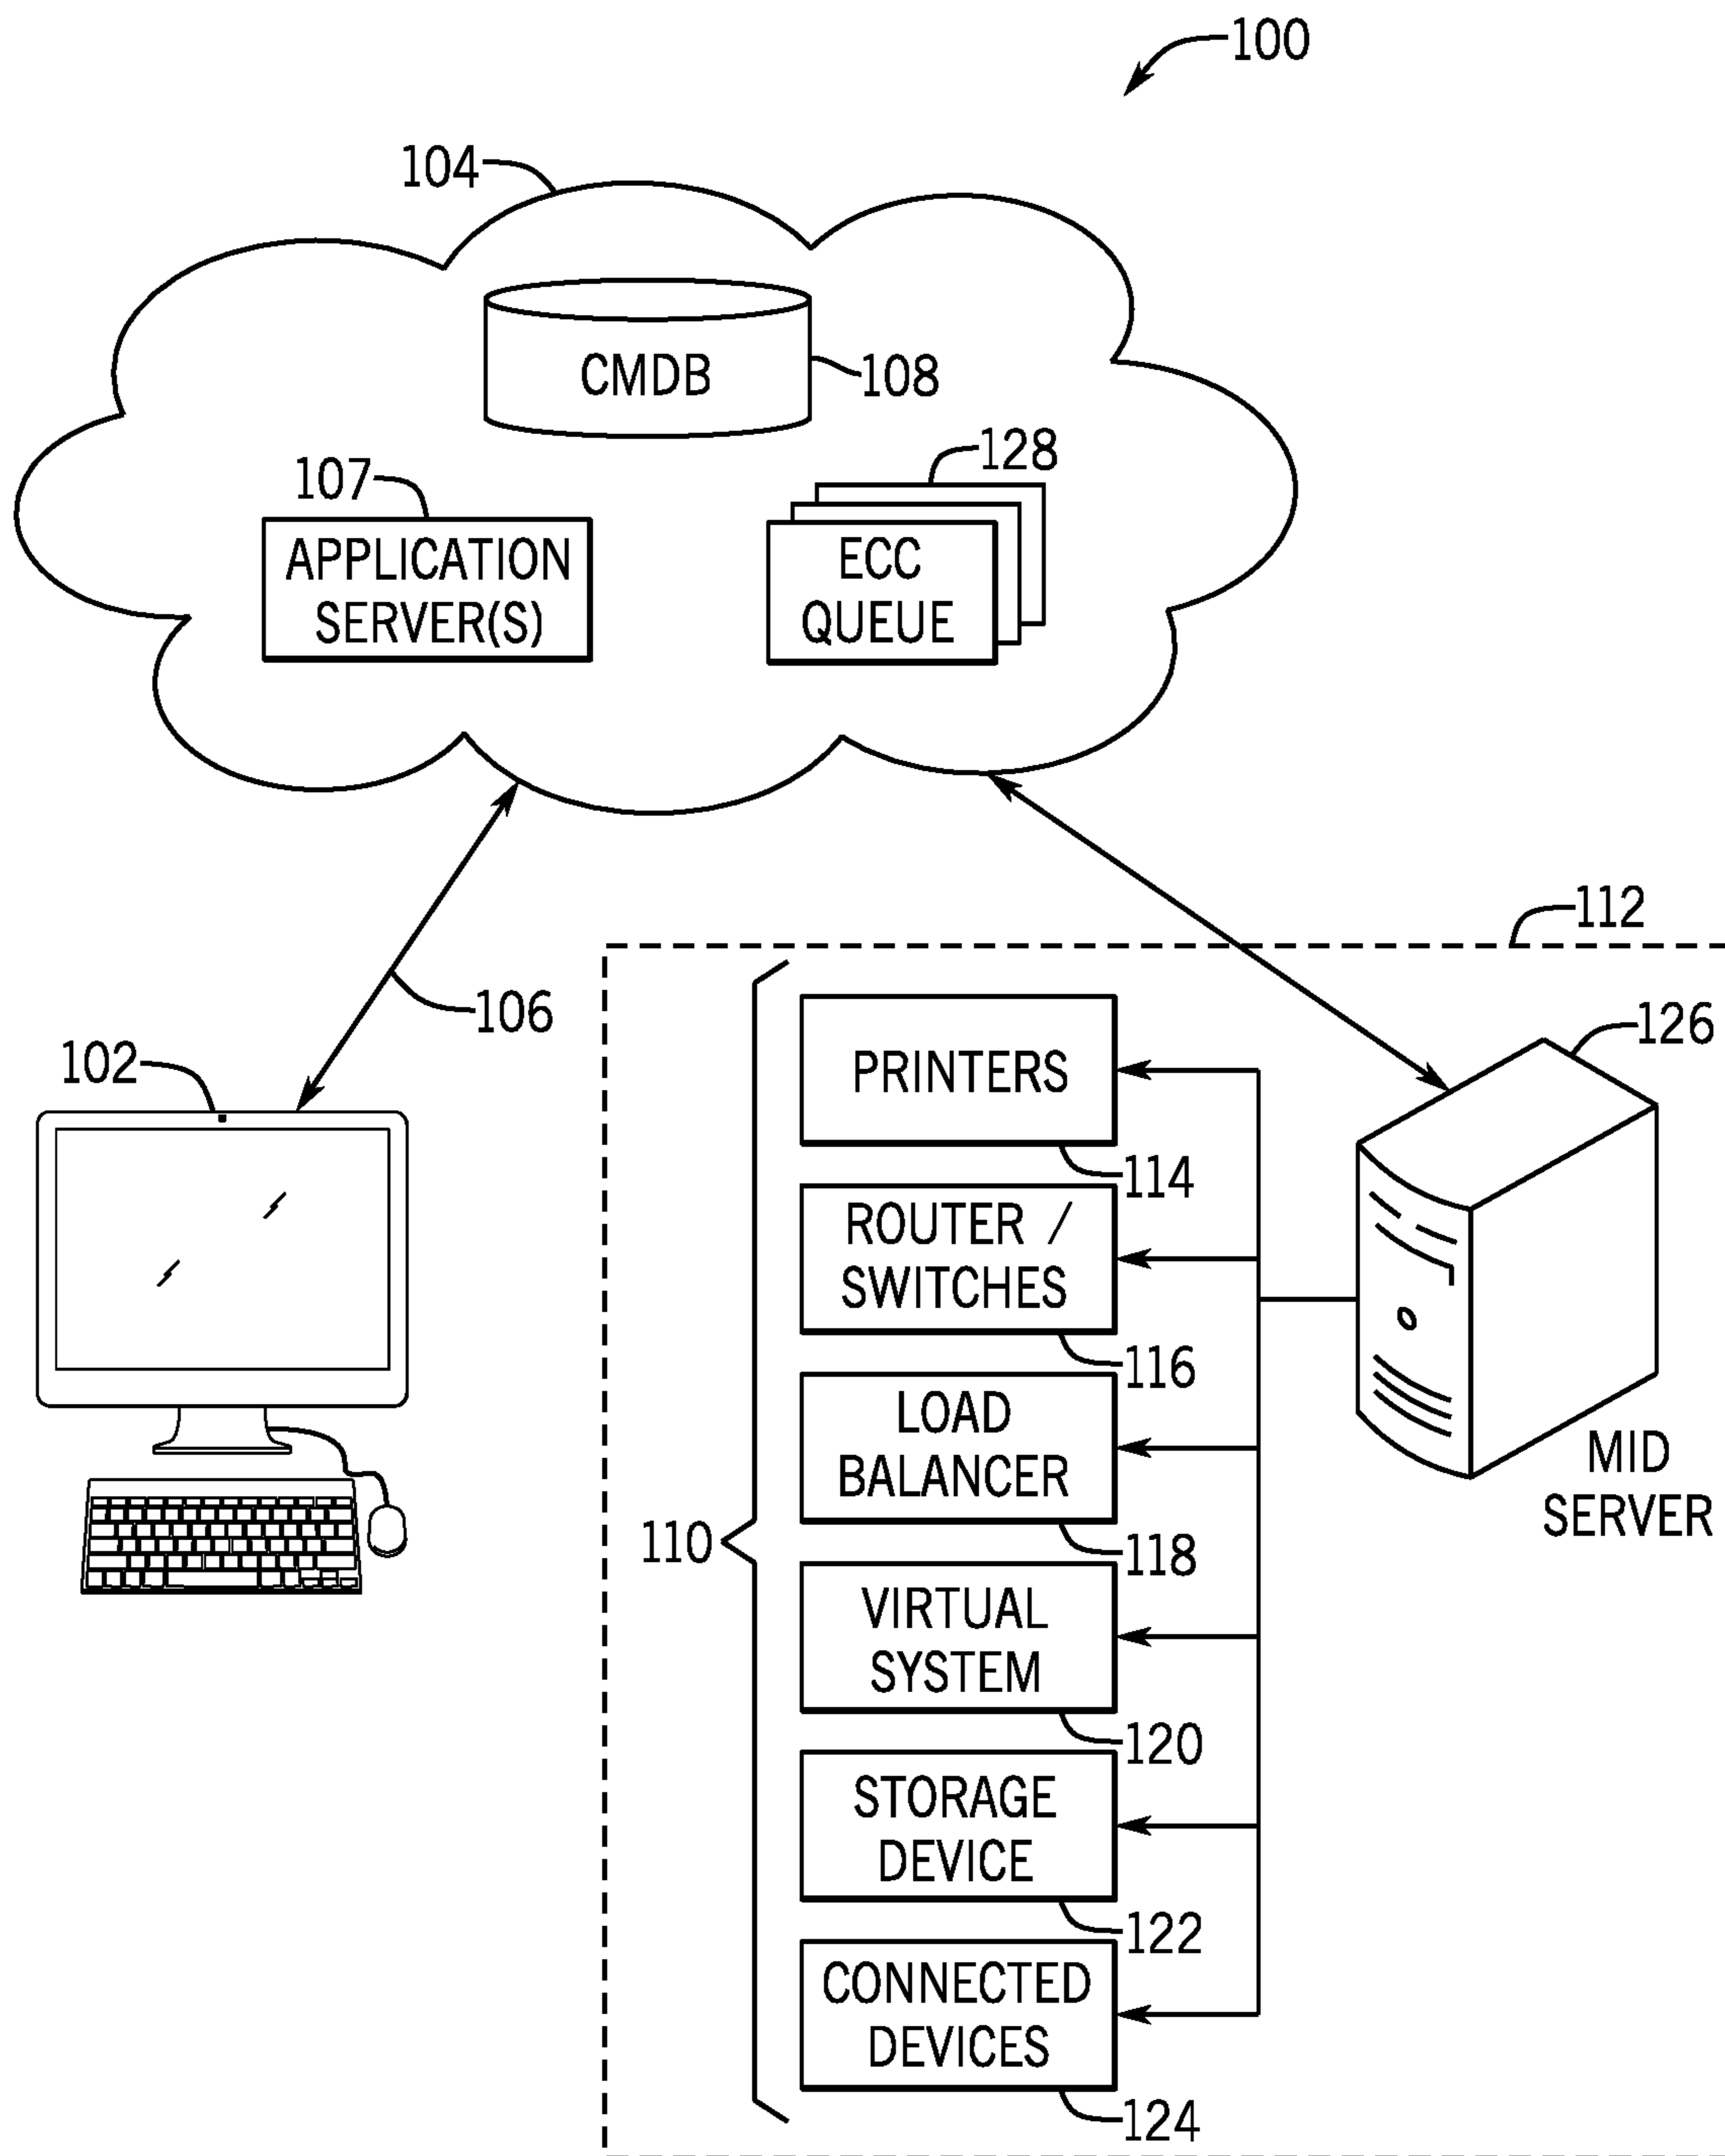 100
104
CMDB
108
107
128
APPLICATION
SERVER(S)
ECC
QUEUE
112
106
102
126
PRINTERS
114
ROUTER /
SWITCHES
116
LOAD
BALANCER
118
MID
SERVER
110
VIRTUAL
SYSTEM
120
STORAGE
DEVICE
122
CONNECTED
DEVICES
124